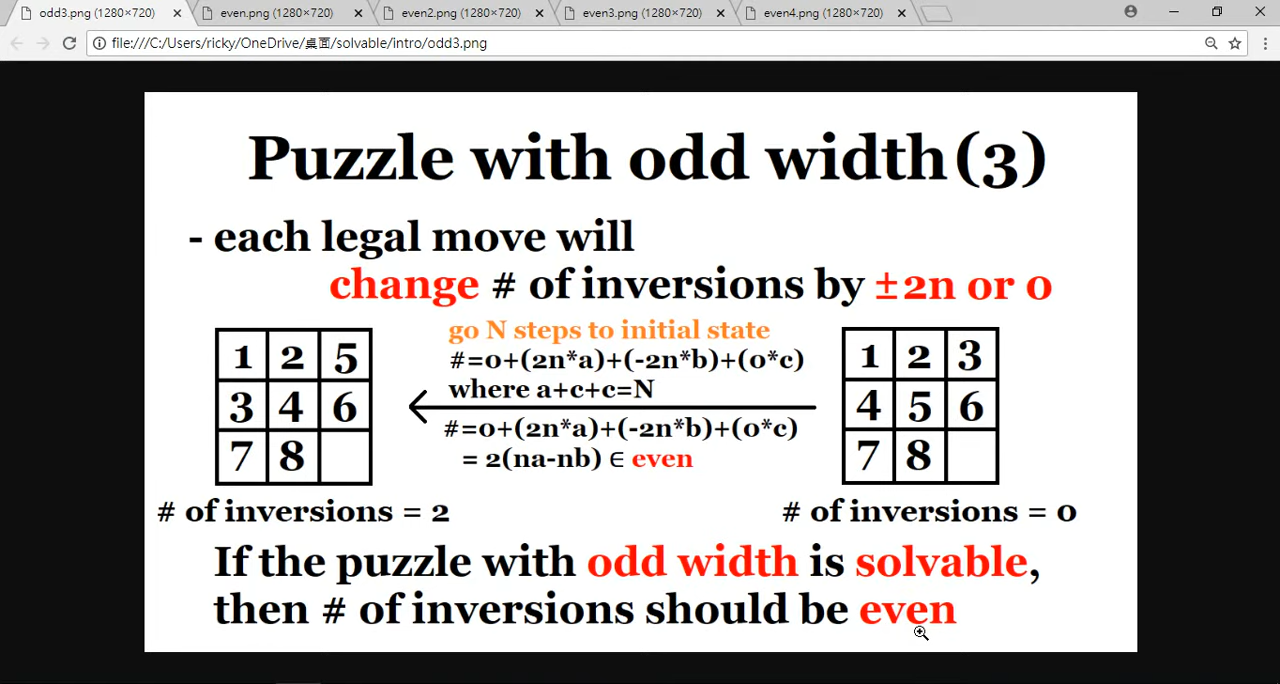 odd3.png (1280×720) even.png (1280×720) even2.png (1280×720) even3.png (1280×720) even4.png (1280×720)
file:///C:/Users/ricky/OneDrive/桌面/solvable/intro/odd3.png
Puzzle with odd width(3)
- each legal move will
change # of inversions by ±2n or 0
go N steps to initial state
#=0+(2n*a)+(-2n*b)+(0*c)
where a+c+c=N
#=0+(2n*a)+(-2n*b)+(0*c)
= 2(na-nb) ∈ even
1 2 5
3 4 6
7 8
1 2 3
4 5 6
7 8
# of inversions = 2
# of inversions = 0
If the puzzle with odd width is solvable,
then # of inversions should be even